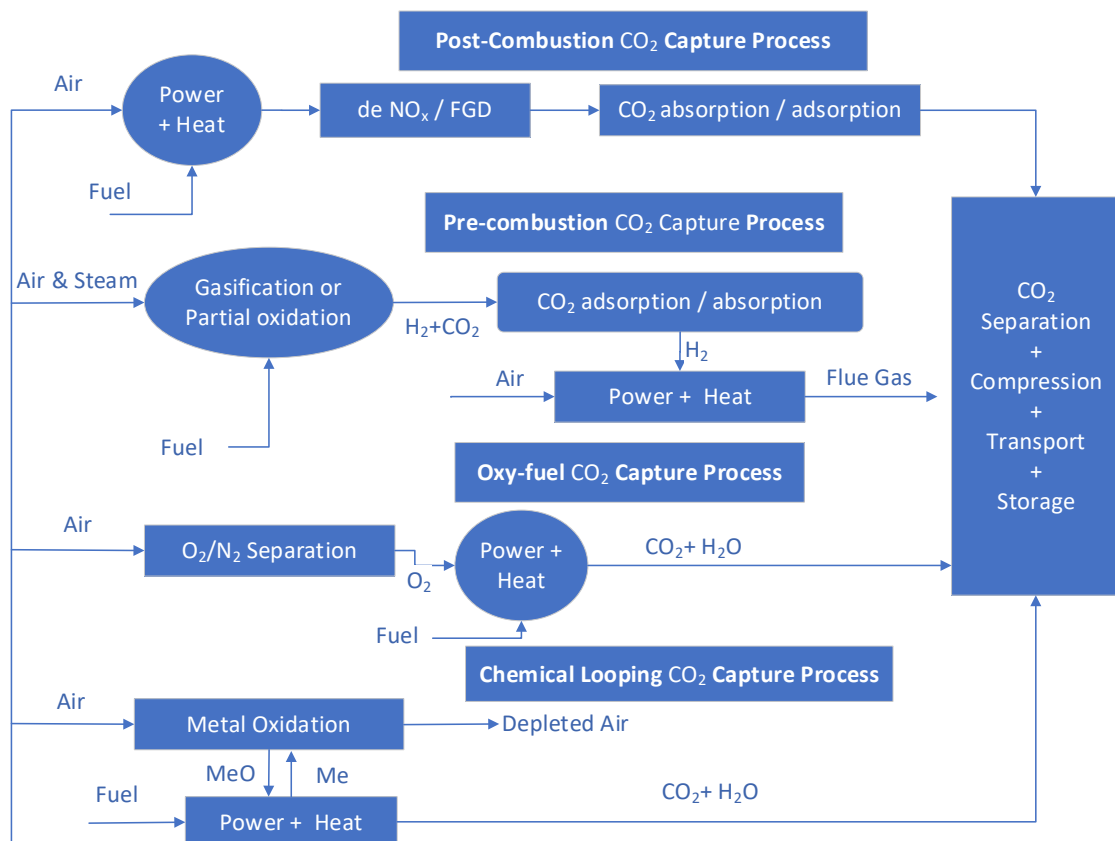 Post-Combustion CO₂ Capture Process
Air
Power
+ Heat
de NOₓ / FGD
CO₂ absorption / adsorption
Fuel
Pre-combustion CO₂ Capture Process
Air & Steam
Gasification or
Partial oxidation
H₂+CO₂
CO₂ adsorption / absorption
H₂
Air
Power + Heat
Flue Gas
Fuel
CO₂
Separation
+
Compression
+
Transport
+
Storage
Oxy-fuel CO₂ Capture Process
Air
O₂/N₂ Separation
O₂
Power +
Heat
CO₂+ H₂O
Fuel
Chemical Looping CO₂ Capture Process
Air
Metal Oxidation
Depleted Air
MeO
Me
Fuel
Power + Heat
CO₂+ H₂O